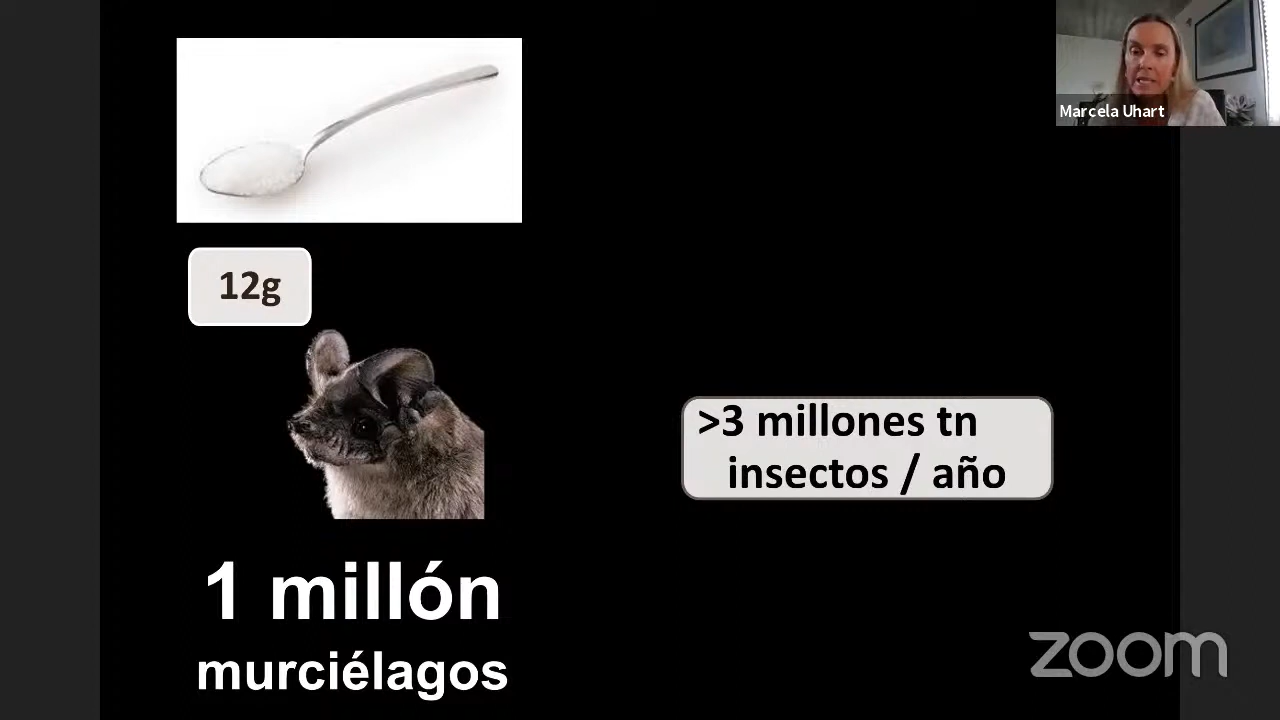 Marcela Uhart
12g
>3 millones tn
insectos / año
1 millón
murciélagos
zoom